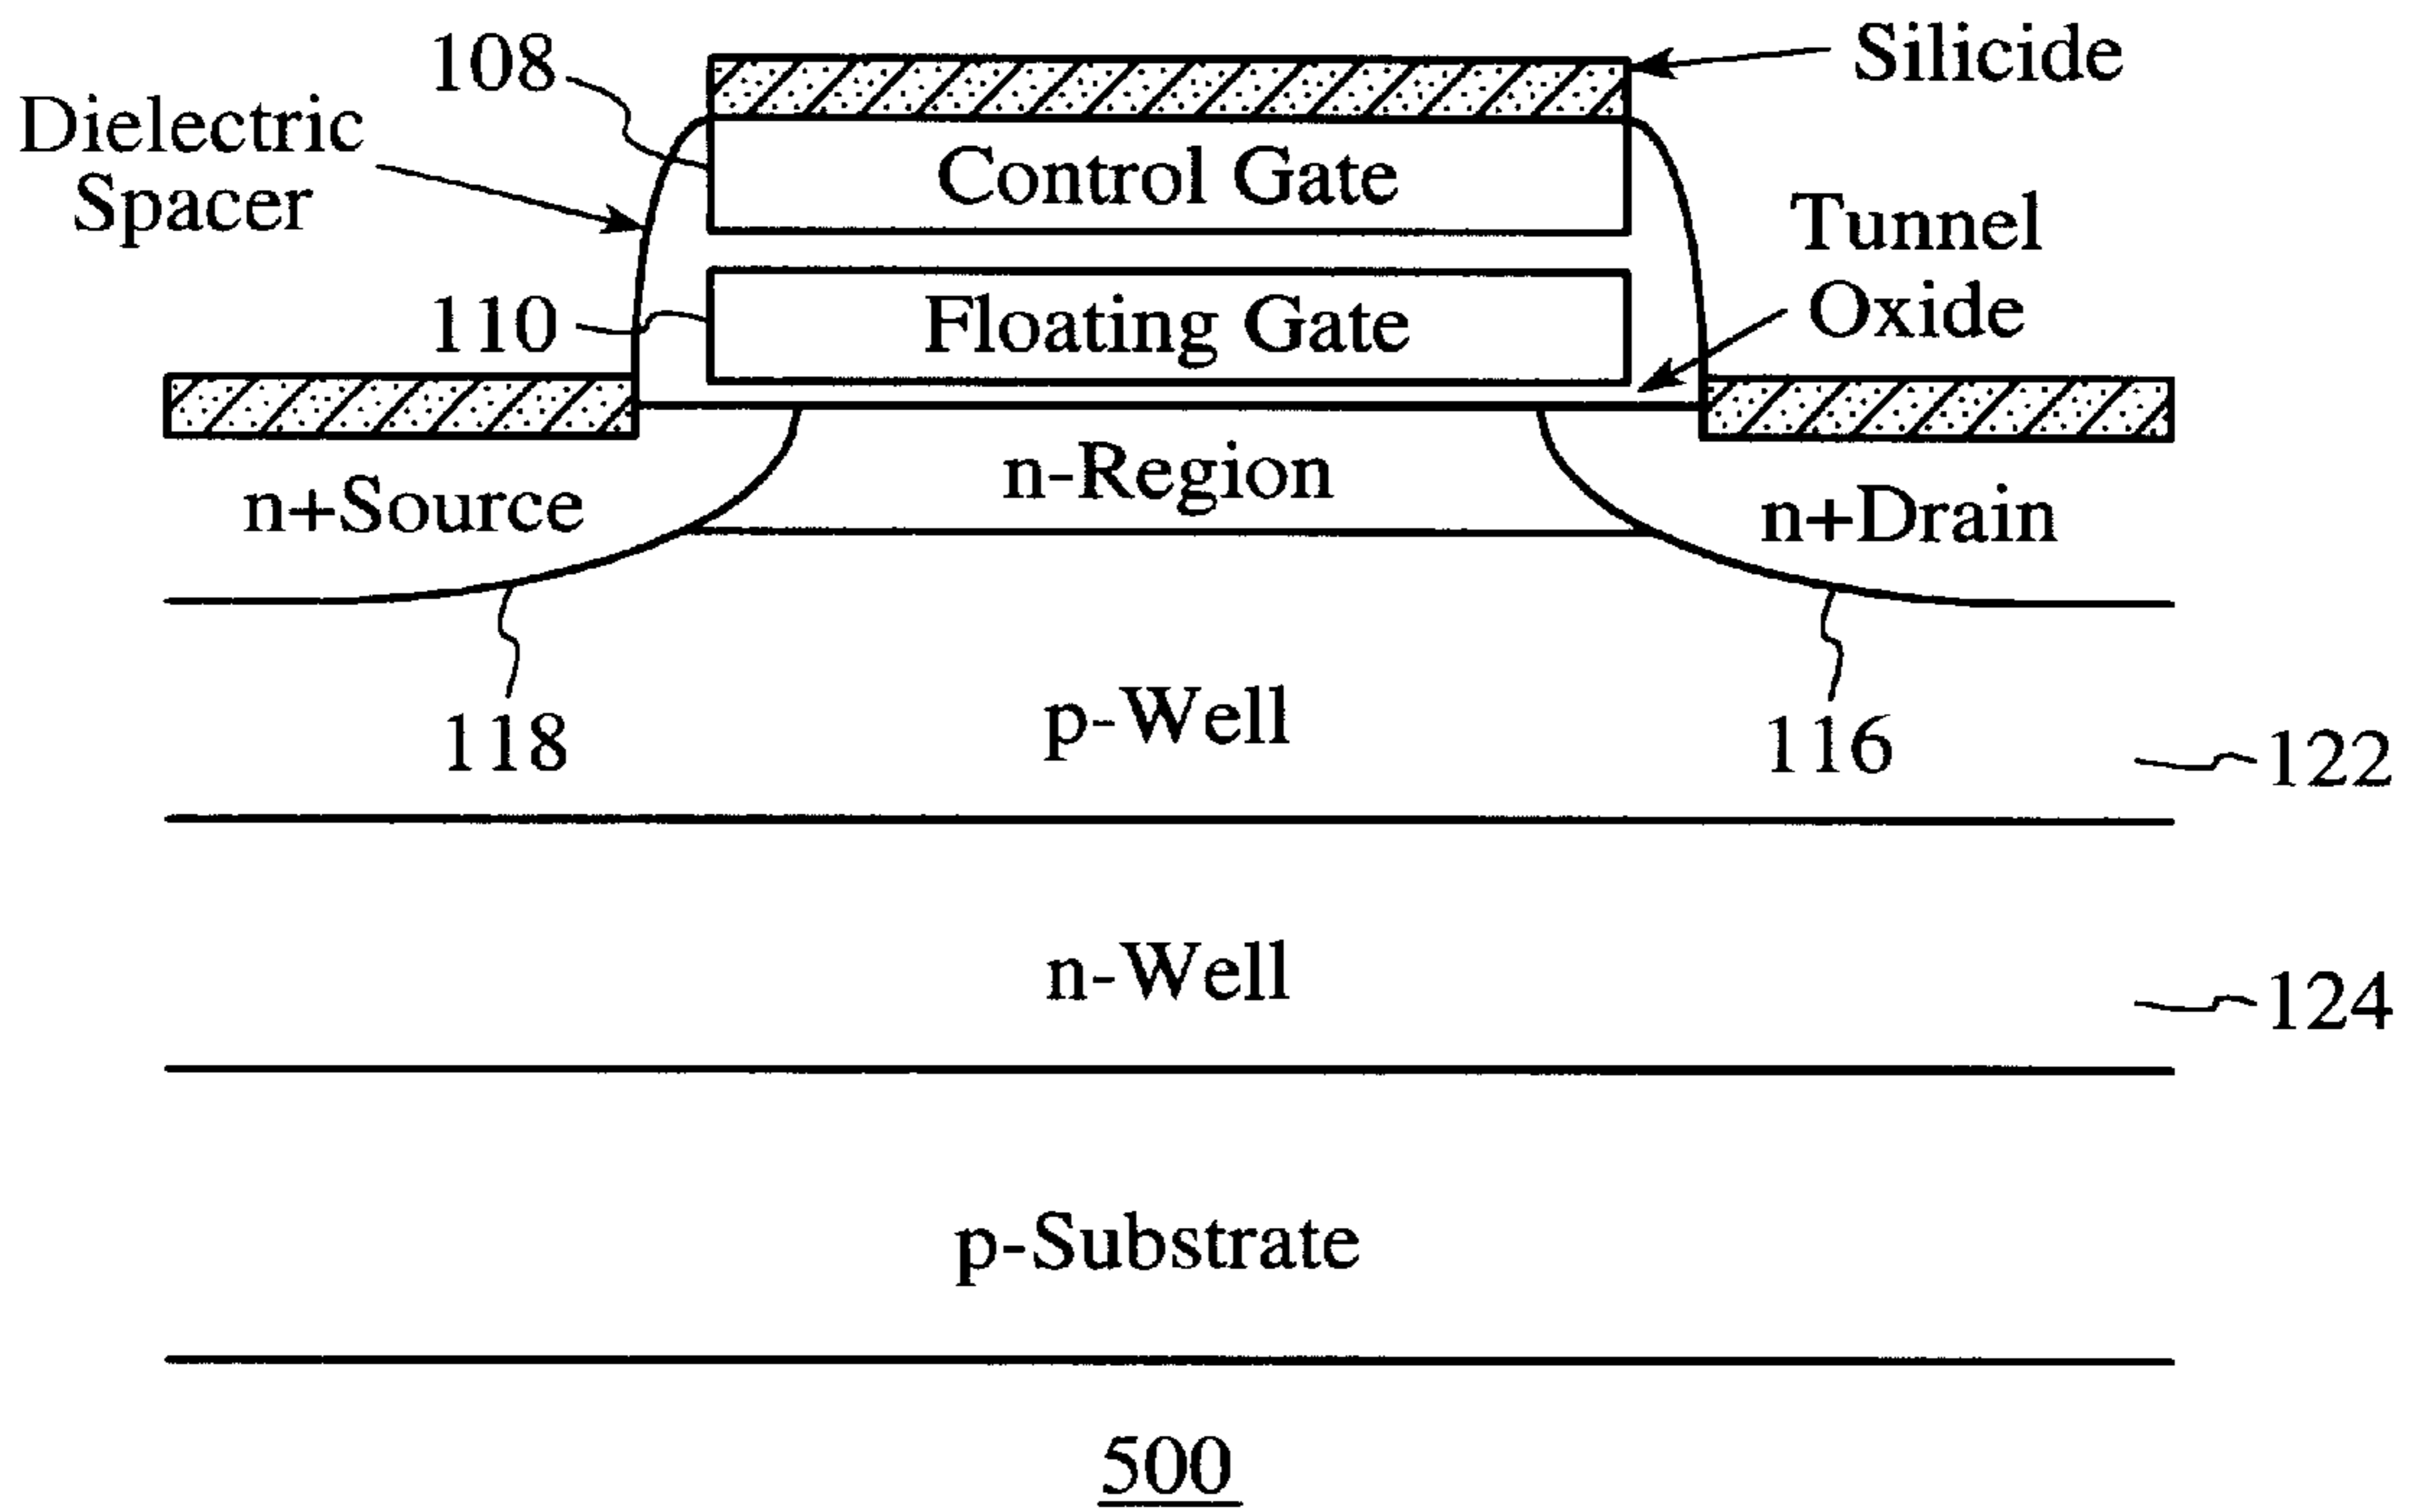 108
Silicide
Dielectric
Spacer
Control Gate
Tunnel
Oxide
110
Floating Gate
n-Region
n+Source
n+Drain
p-Well
118
116
122
n-Well
124
p-Substrate
500